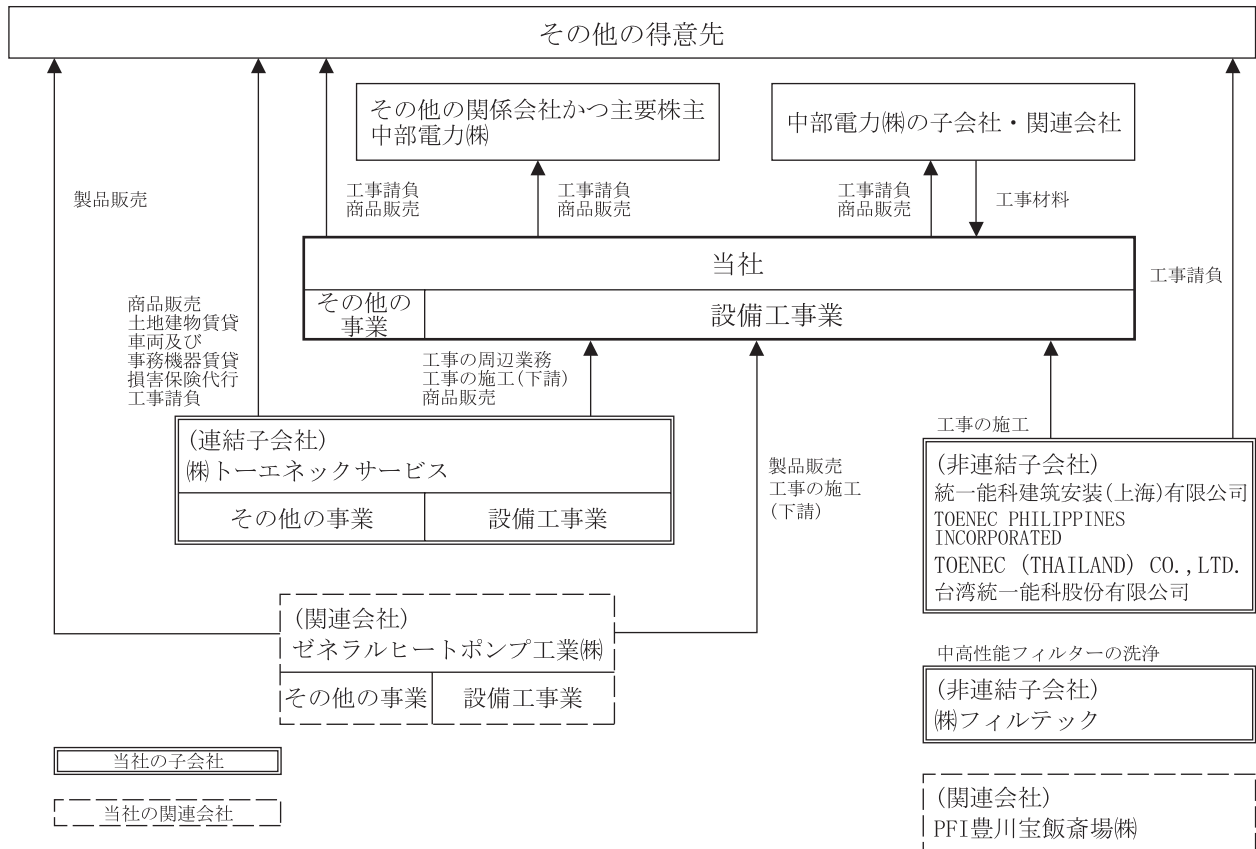 その他の得意先
その他の関係会社かつ主要株主
中部電力㈱
中部電力㈱の子会社・関連会社
製品販売
工事請負
商品販売
工事請負
商品販売
工事請負
商品販売
工事材料
当社
その他の
事業
設備工事業
工事請負
商品販売
土地建物賃貸
車両及び
事務機器賃貸
損害保険代行
工事請負
工事の周辺業務
工事の施工(下請)
商品販売
(連結子会社)
㈱トーエネックサービス
その他の事業
設備工事業
製品販売
工事の施工
(下請)
工事の施工
(非連結子会社)
統一能科建筑安装(上海)有限公司
TOENEC PHILIPPINES
INCORPORATED
TOENEC (THAILAND) CO.,LTD.
台湾統一能科股份有限公司
(関連会社)
ゼネラルヒートポンプ工業㈱
その他の事業
設備工事業
中高性能フィルターの洗浄
(非連結子会社)
㈱フィルテック
当社の子会社
当社の関連会社
(関連会社)
PFI豊川宝飯斎場㈱